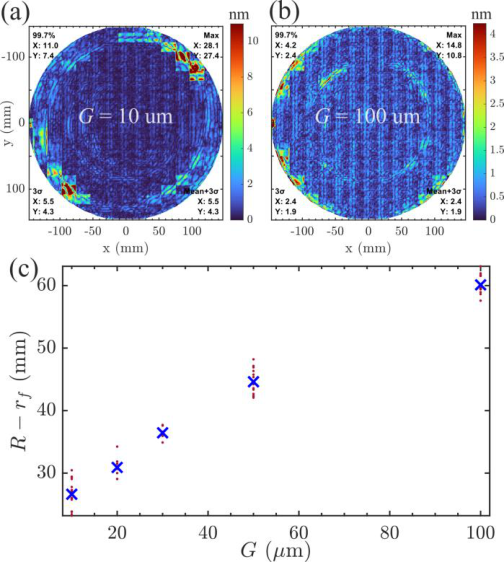 (a)
nm
99.7%
X: 11.0
Y: 7.4
Max
X: 28.1
Y: 27.4
G = 10 um
3σ
X: 5.5
Y: 4.3
Mean+3σ
X: 5.5
Y: 4.3
-100
0
100
y (mm)
-100 -50 0 50 100
x (mm)
10
8
6
4
2
0
(b)
nm
99.7%
X: 4.2
Y: 2.4
Max
X: 14.8
Y: 10.8
G = 100 um
3σ
X: 2.4
Y: 1.9
Mean+3σ
X: 2.4
Y: 1.9
-100 -50 0 50 100
x (mm)
4
3.5
3
2.5
2
1.5
1
0.5
0
(c)
60
50
40
30
R − rf (mm)
20 40 60 80 100
G (μm)